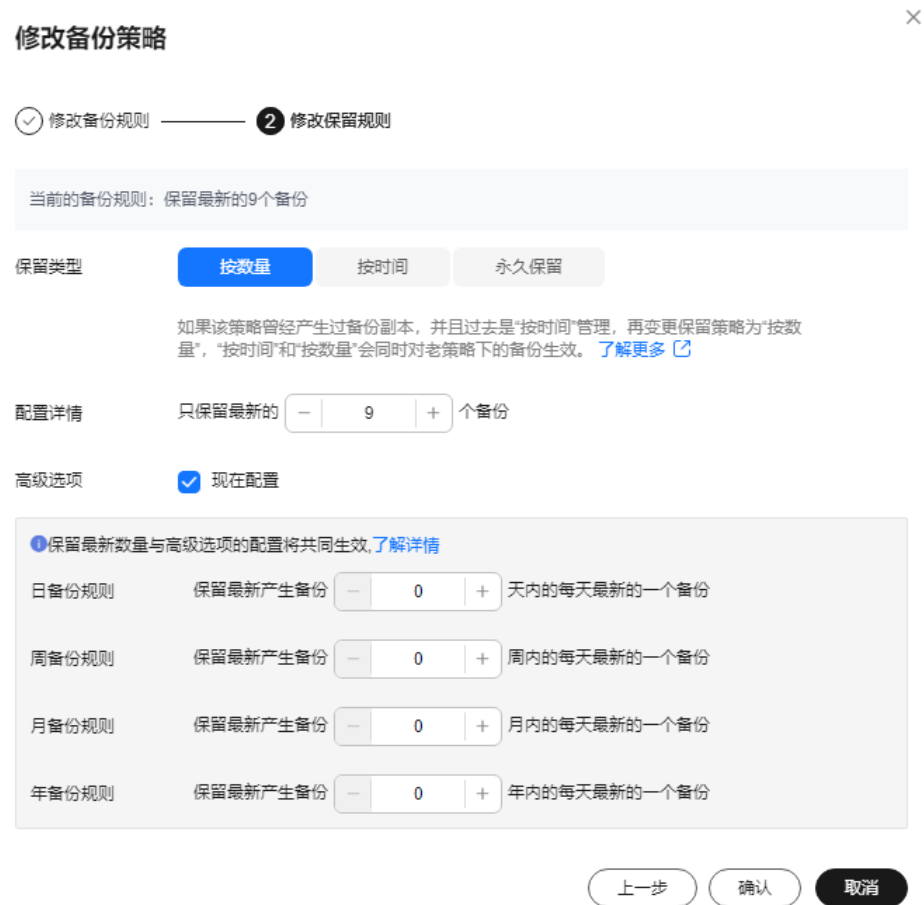 修改备份策略
修改备份规则 2 修改保留规则
当前的备份规则：保留最新的9个备份
保留类型 按数量 按时间 永久保留
如果该策略曾经产生过备份副本，并且过去是“按时间”管理，再变更保留策略为“按数
量”，“按时间”和“按数量”会同时对老策略下的备份生效。 了解更多
配置详情 只保留最新的 − 9 + 个备份
高级选项 现在配置
保留最新数量与高级选项的配置将共同生效,了解详情
日备份规则 保留最新产生备份 − 0 + 天内的每天最新的一个备份
周备份规则 保留最新产生备份 − 0 + 周内的每天最新的一个备份
月备份规则 保留最新产生备份 − 0 + 月内的每天最新的一个备份
年备份规则 保留最新产生备份 − 0 + 年内的每天最新的一个备份
上一步 确认 取消